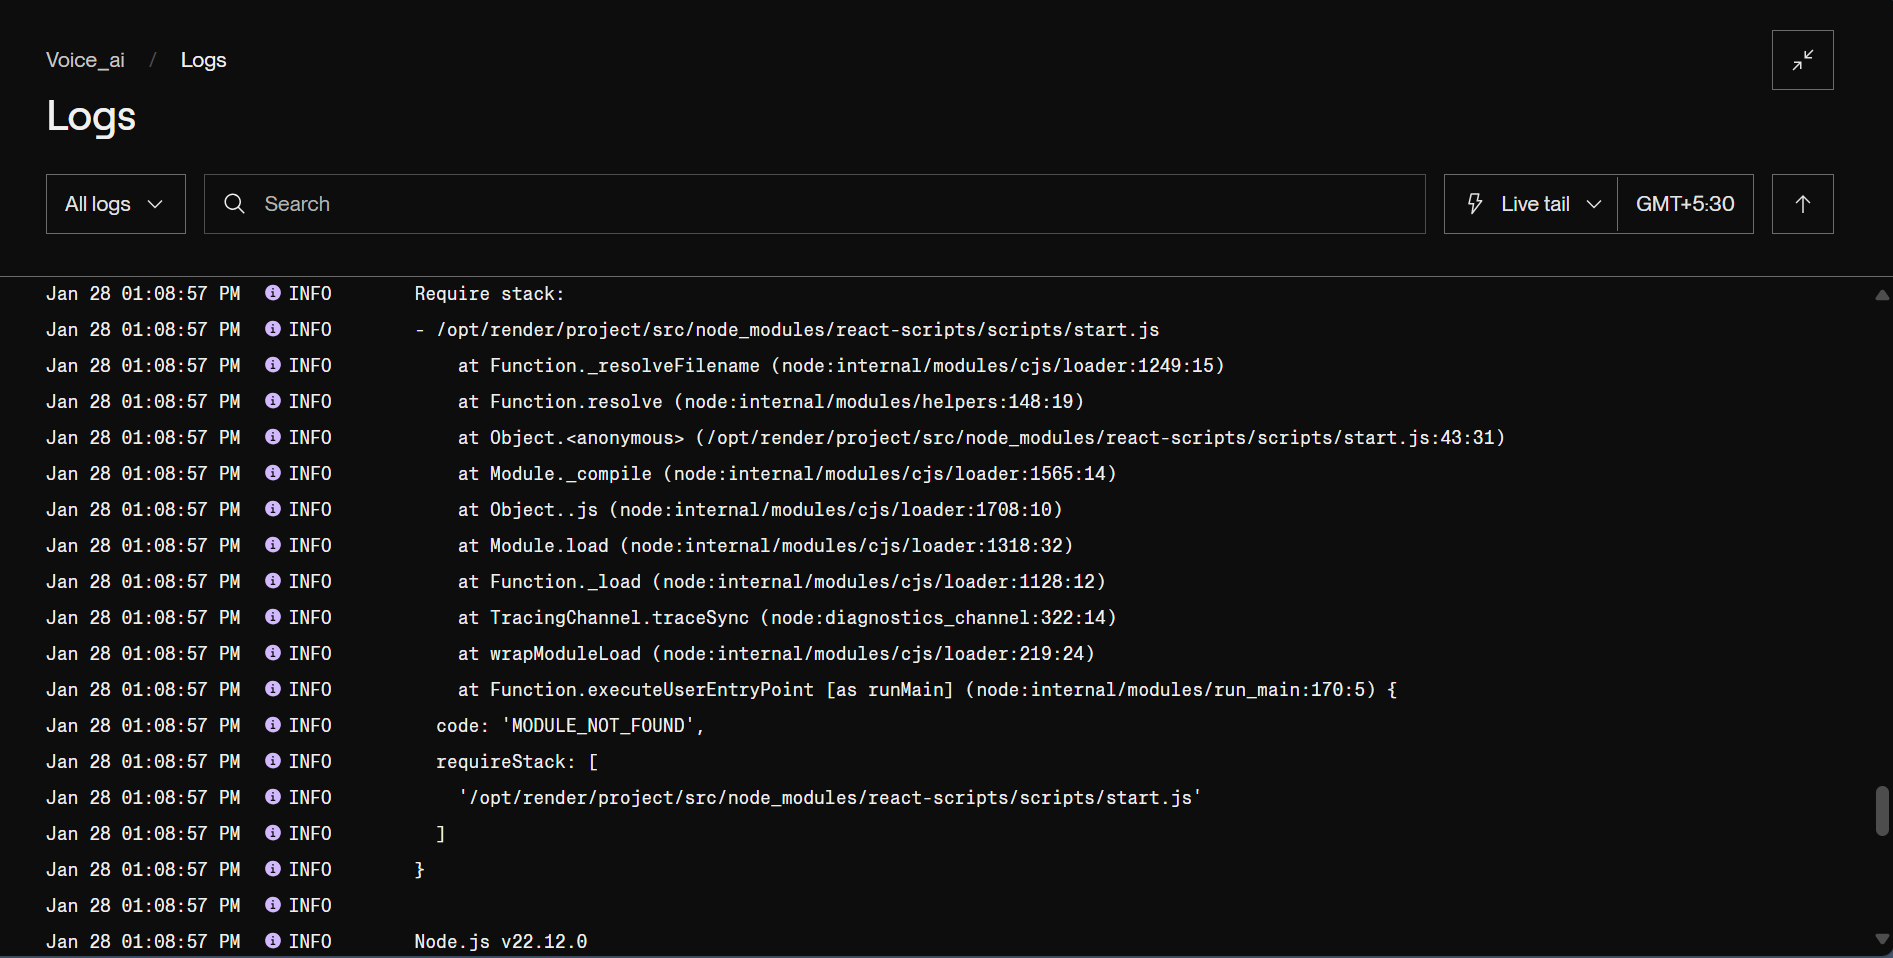 Voice_ai / Logs
Logs
All logs
Search
Live tail
GMT+5:30
Jan 28 01:08:57 PM INFO Require stack:
Jan 28 01:08:57 PM INFO - /opt/render/project/src/node_modules/react-scripts/scripts/start.js
Jan 28 01:08:57 PM INFO at Function._resolveFilename (node:internal/modules/cjs/loader:1249:15)
Jan 28 01:08:57 PM INFO at Function.resolve (node:internal/modules/helpers:148:19)
Jan 28 01:08:57 PM INFO at Object.<anonymous> (/opt/render/project/src/node_modules/react-scripts/scripts/start.js:43:31)
Jan 28 01:08:57 PM INFO at Module._compile (node:internal/modules/cjs/loader:1565:14)
Jan 28 01:08:57 PM INFO at Object..js (node:internal/modules/cjs/loader:1708:10)
Jan 28 01:08:57 PM INFO at Module.load (node:internal/modules/cjs/loader:1318:32)
Jan 28 01:08:57 PM INFO at Function._load (node:internal/modules/cjs/loader:1128:12)
Jan 28 01:08:57 PM INFO at TracingChannel.traceSync (node:diagnostics_channel:322:14)
Jan 28 01:08:57 PM INFO at wrapModuleLoad (node:internal/modules/cjs/loader:219:24)
Jan 28 01:08:57 PM INFO at Function.executeUserEntryPoint [as runMain] (node:internal/modules/run_main:170:5) {
Jan 28 01:08:57 PM INFO code: 'MODULE_NOT_FOUND',
Jan 28 01:08:57 PM INFO requireStack: [
Jan 28 01:08:57 PM INFO '/opt/render/project/src/node_modules/react-scripts/scripts/start.js'
Jan 28 01:08:57 PM INFO ]
Jan 28 01:08:57 PM INFO }
Jan 28 01:08:57 PM INFO
Jan 28 01:08:57 PM INFO Node.js v22.12.0